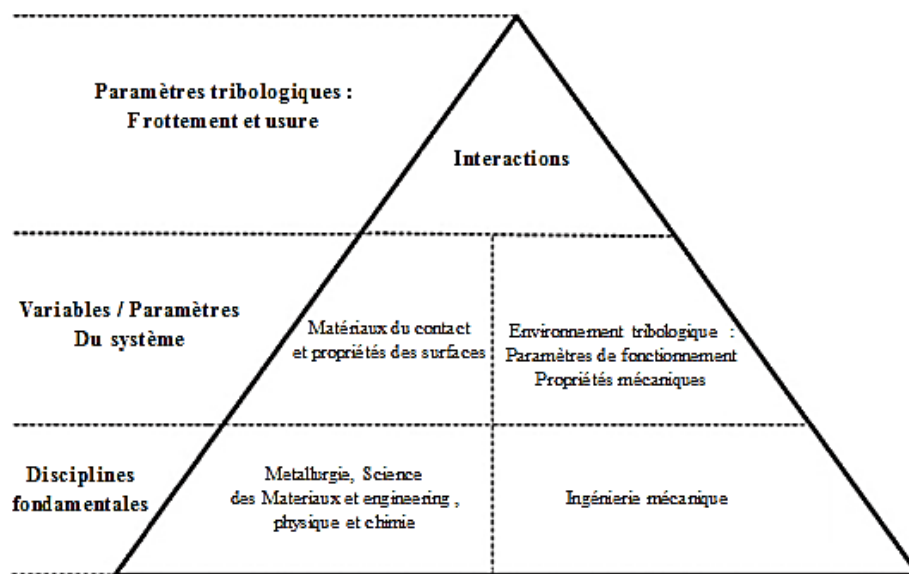 Paramètres tribologiques :
Frottement et usure
Interactions
Variables / Paramètres
Du système
Matériaux du contact
et propriétés des surfaces
Environnement tribologique :
Paramètres de fonctionnement
Propriétés mécaniques
Disciplines
fondamentales
Metallurgie, Science
des Materiaux et engineering ,
physique et chimie
Ingénierie mécanique